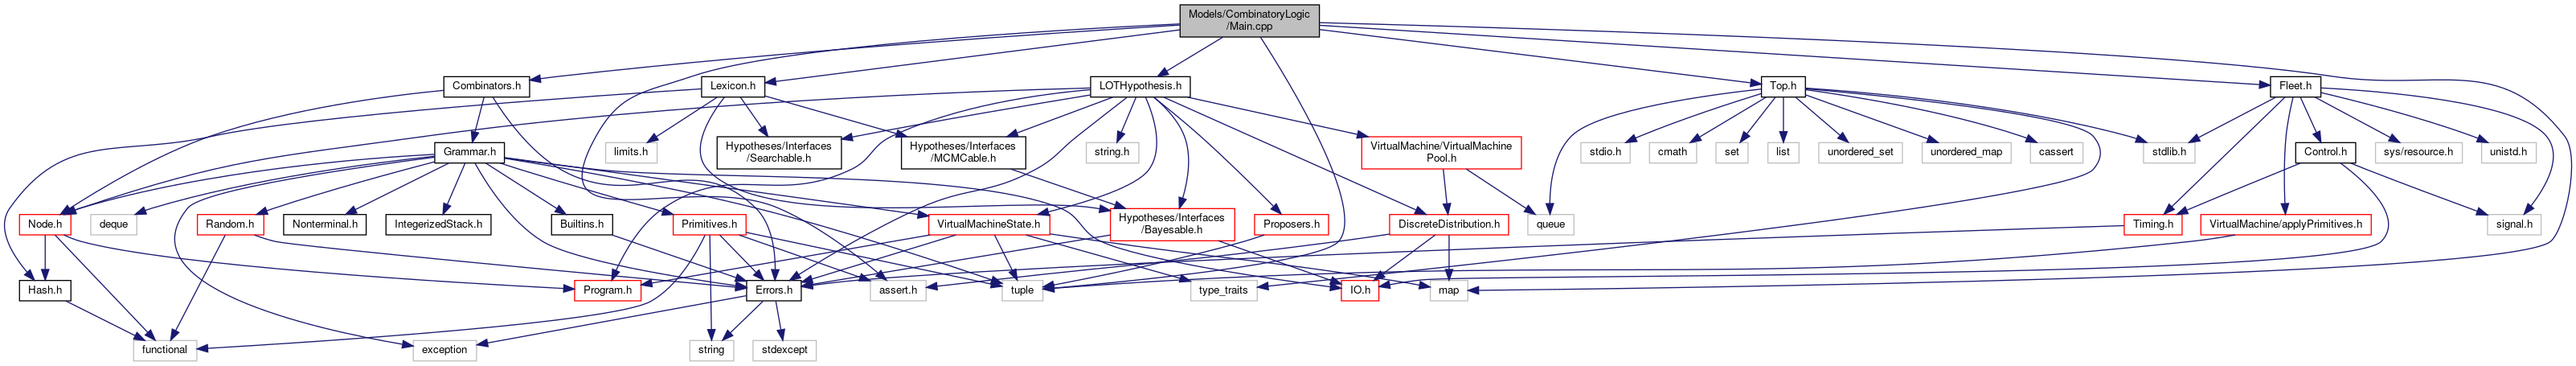 Models/CombinatoryLogic
/Main.cpp
Combinators.h
Lexicon.h
LOTHypothesis.h
Top.h
Fleet.h
Grammar.h
limits.h
Hypotheses/Interfaces
/Searchable.h
Hypotheses/Interfaces
/MCMCable.h
string.h
VirtualMachine/VirtualMachine
Pool.h
stdio.h
cmath
set
list
unordered_set
unordered_map
cassert
stdlib.h
Control.h
sys/resource.h
unistd.h
Node.h
deque
Random.h
Nonterminal.h
IntegerizedStack.h
Builtins.h
Primitives.h
VirtualMachineState.h
Hypotheses/Interfaces
/Bayesable.h
Proposers.h
DiscreteDistribution.h
queue
Timing.h
VirtualMachine/applyPrimitives.h
signal.h
Hash.h
Program.h
Errors.h
assert.h
tuple
type_traits
IO.h
map
functional
exception
string
stdexcept